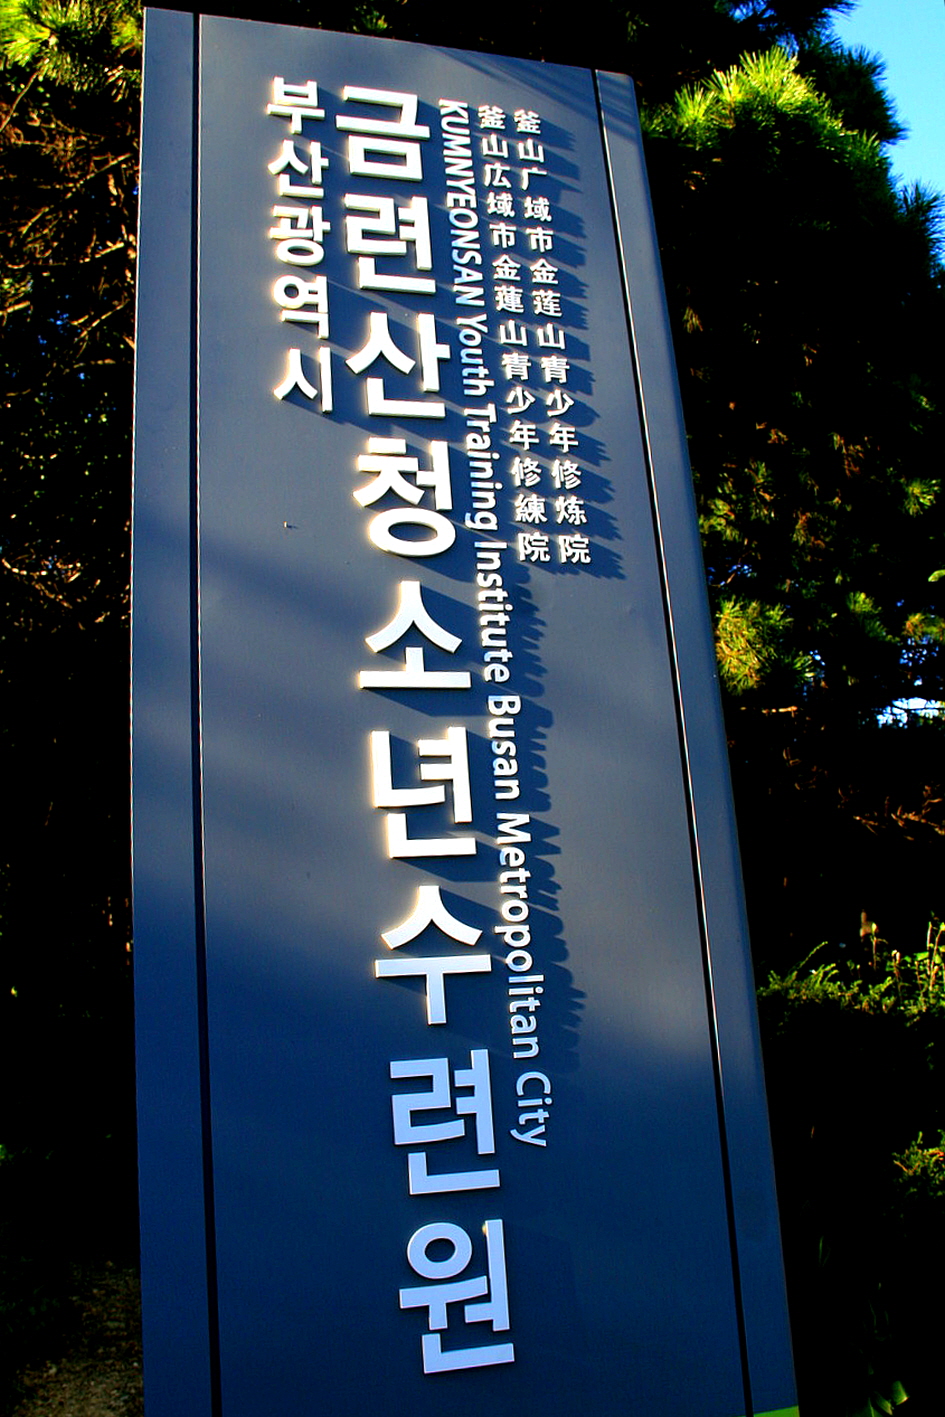 부산광역시
금련산청소년수련원
KUMNYEONSAN Youth Training Institute Busan Metropolitan City
釜山広域市金蓮山青少年修練院
釜山广域市金莲山青少年修炼院